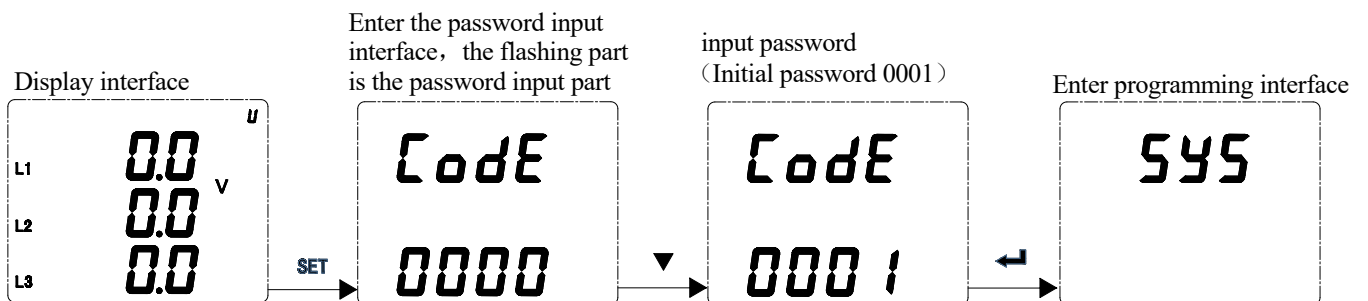 Display interface
U
L1 0.0
V
L2 0.0
L3 0.0
SET
Enter the password input
interface，the flashing part
is the password input part
CodE
0000
▼
input password
（Initial password 0001）
CodE
0001
Enter programming interface
SYS